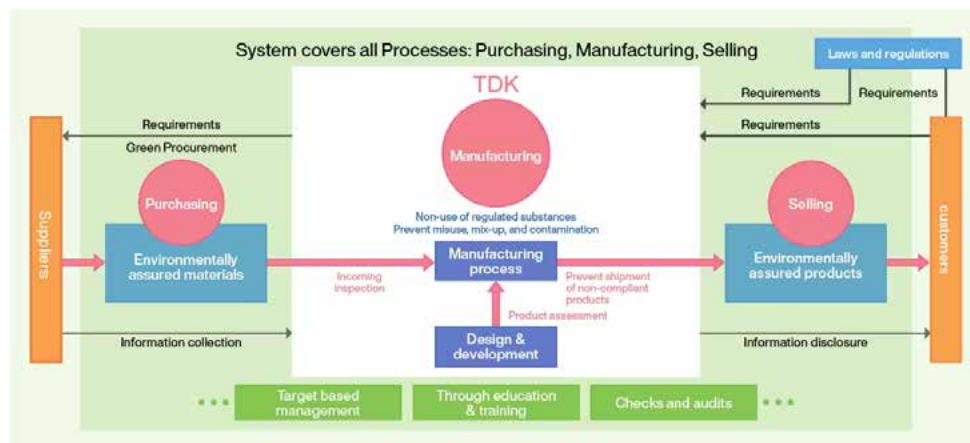 System covers all Processes: Purchasing, Manufacturing, Selling
Laws and regulations
TDK
Requirements
Requirements
Requirements
Requirements
Green Procurement
Manufacturing
Purchasing
Selling
Suppliers
customers
Non-use of regulated substances
Prevent misuse, mix-up, and contamination
Environmentally
assured materials
Manufacturing
process
Environmentally
assured products
Incoming
inspection
Prevent shipment
of non-compliant
products
Product assessment
Design &
development
Information collection
Information disclosure
Target based
management
Through education
& training
Checks and audits